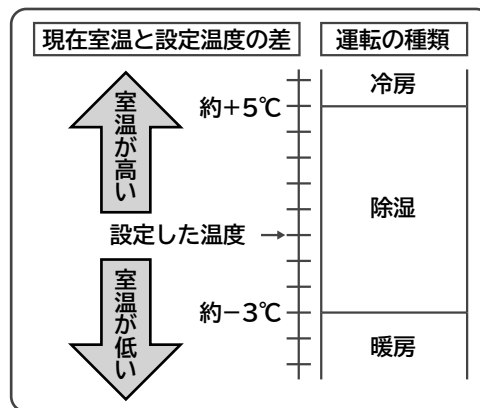 現在室温と設定温度の差
運転の種類
室温が高い
冷房
約+5℃
除湿
設定した温度
室温が低い
約-3℃
暖房